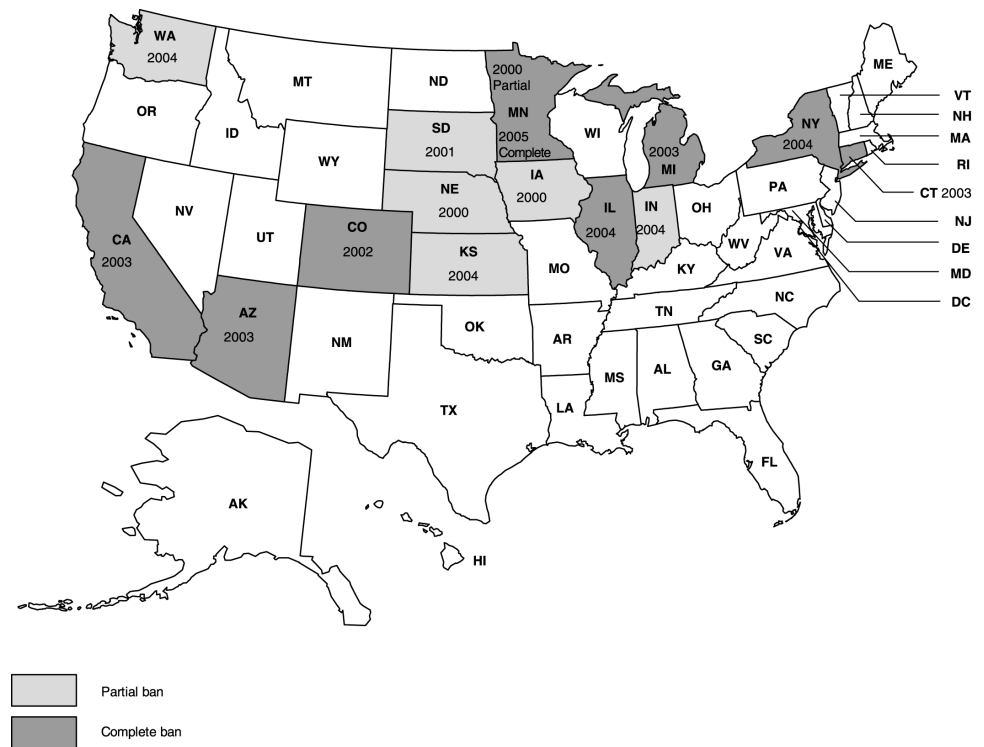 WA
2004
MT
ND
2000
Partial
MN
2005
Complete
ME
VT
NH
MA
RI
CT 2003
NJ
DE
MD
DC
OR
ID
WY
SD
2001
WI
2003
MI
NY
2004
NE
2000
IA
2000
IL
2004
IN
2004
OH
PA
NV
UT
CO
2002
KS
2004
MO
KY
WV
VA
CA
2003
AZ
2003
NM
OK
AR
TN
NC
SC
MS
AL
GA
TX
LA
FL
AK
HI
Partial ban
Complete ban